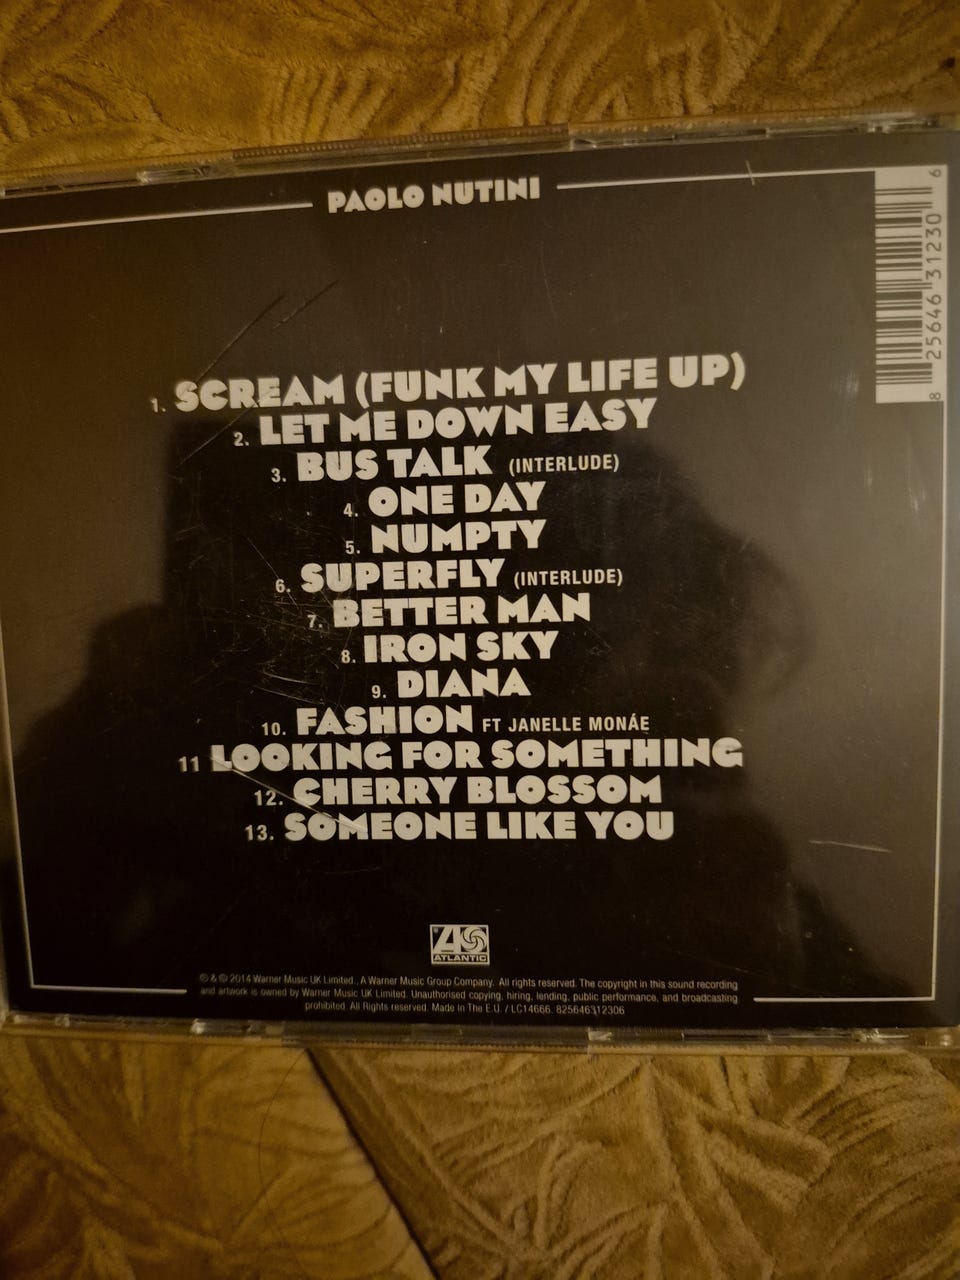 PAOLO NUTINI
8 25646 31230 6
1. SCREAM (FUNK MY LIFE UP)
2. LET ME DOWN EASY
3. BUS TALK (INTERLUDE)
4. ONE DAY
5. NUMPTY
6. SUPERFLY (INTERLUDE)
7. BETTER MAN
8. IRON SKY
9. DIANA
10. FASHION FT JANELLE MONÁE
11 LOOKING FOR SOMETHING
12. CHERRY BLOSSOM
13. SOMEONE LIKE YOU
ATLANTIC
℗ & © 2014 Warner Music UK Limited., A Warner Music Group Company. All rights reserved. The copyright in this sound recording
and artwork is owned by Warner Music UK Limited. Unauthorised copying, hiring, lending, public performance, and broadcasting
prohibited. All Rights reserved. Made in The E.U. / LC14666. 825646312306